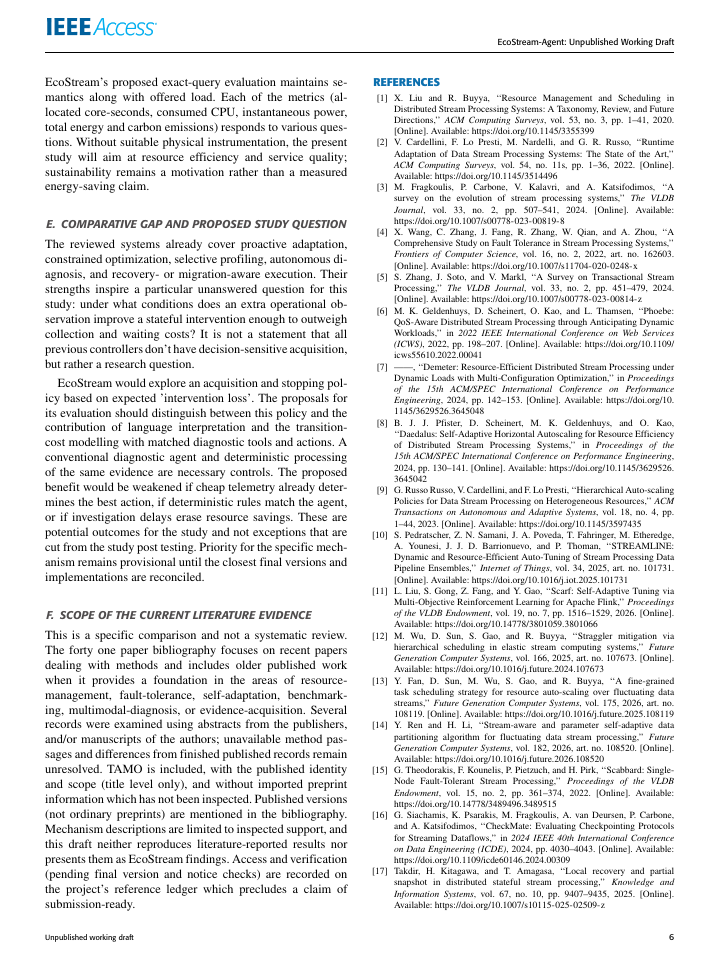 IEEE Access
EcoStream-Agent: Unpublished Working Draft
EcoStream's proposed exact-query evaluation maintains se-
mantics along with offered load. Each of the metrics (al-
located core-seconds, consumed CPU, instantaneous power,
total energy and carbon emissions) responds to various ques-
tions. Without suitable physical instrumentation, the present
study will aim at resource efficiency and service quality;
sustainability remains a motivation rather than a measured
energy-saving claim.
E. COMPARATIVE GAP AND PROPOSED STUDY QUESTION
The reviewed systems already cover proactive adaptation,
constrained optimization, selective profiling, autonomous di-
agnosis, and recovery- or migration-aware execution. Their
strengths inspire a particular unanswered question for this
study: under what conditions does an extra operational ob-
servation improve a stateful intervention enough to outweigh
collection and waiting costs? It is not a statement that all
previous controllers don't have decision-sensitive acquisition,
but rather a research question.
EcoStream would explore an acquisition and stopping pol-
icy based on expected 'intervention loss'. The proposals for
its evaluation should distinguish between this policy and the
contribution of language interpretation and the transition-
cost modelling with matched diagnostic tools and actions. A
conventional diagnostic agent and deterministic processing
of the same evidence are necessary controls. The proposed
benefit would be weakened if cheap telemetry already deter-
mines the best action, if deterministic rules match the agent,
or if investigation delays erase resource savings. These are
potential outcomes for the study and not exceptions that are
cut from the study post testing. Priority for the specific mech-
anism remains provisional until the closest final versions and
implementations are reconciled.
F. SCOPE OF THE CURRENT LITERATURE EVIDENCE
This is a specific comparison and not a systematic review.
The forty one paper bibliography focuses on recent papers
dealing with methods and includes older published work
when it provides a foundation in the areas of resource-
management, fault-tolerance, self-adaptation, benchmark-
ing, multimodal-diagnosis, or evidence-acquisition. Several
records were examined using abstracts from the publishers,
and/or manuscripts of the authors; unavailable method pas-
sages and differences from finished published records remain
unresolved. TAMO is included, with the published identity
and scope (title level only), and without imported preprint
information which has not been inspected. Published versions
(not ordinary preprints) are mentioned in the bibliography.
Mechanism descriptions are limited to inspected support, and
this draft neither reproduces literature-reported results nor
presents them as EcoStream findings. Access and verification
(pending final version and notice checks) are recorded on
the project's reference ledger which precludes a claim of
submission-ready.
REFERENCES
[1] X. Liu and R. Buyya, "Resource Management and Scheduling in
Distributed Stream Processing Systems: A Taxonomy, Review, and Future
Directions," ACM Computing Surveys, vol. 53, no. 3, pp. 1–41, 2020.
[Online]. Available: https://doi.org/10.1145/3355399
[2] V. Cardellini, F. Lo Presti, M. Nardelli, and G. R. Russo, "Runtime
Adaptation of Data Stream Processing Systems: The State of the Art,"
ACM Computing Surveys, vol. 54, no. 11s, pp. 1–36, 2022. [Online].
Available: https://doi.org/10.1145/3514496
[3] M. Fragkoulis, P. Carbone, V. Kalavri, and A. Katsifodimos, "A
survey on the evolution of stream processing systems," The VLDB
Journal, vol. 33, no. 2, pp. 507–541, 2024. [Online]. Available:
https://doi.org/10.1007/s00778-023-00819-8
[4] X. Wang, C. Zhang, J. Fang, R. Zhang, W. Qian, and A. Zhou, "A
Comprehensive Study on Fault Tolerance in Stream Processing Systems,"
Frontiers of Computer Science, vol. 16, no. 2, 2022, art. no. 162603.
[Online]. Available: https://doi.org/10.1007/s11704-020-0248-x
[5] S. Zhang, J. Soto, and V. Markl, "A Survey on Transactional Stream
Processing," The VLDB Journal, vol. 33, no. 2, pp. 451–479, 2024.
[Online]. Available: https://doi.org/10.1007/s00778-023-00814-z
[6] M. K. Geldenhuys, D. Scheinert, O. Kao, and L. Thamsen, "Phoebe:
QoS-Aware Distributed Stream Processing through Anticipating Dynamic
Workloads," in 2022 IEEE International Conference on Web Services
(ICWS), 2022, pp. 198–207. [Online]. Available: https://doi.org/10.1109/
icws55610.2022.00041
[7] ——, "Demeter: Resource-Efficient Distributed Stream Processing under
Dynamic Loads with Multi-Configuration Optimization," in Proceedings
of the 15th ACM/SPEC International Conference on Performance
Engineering, 2024, pp. 142–153. [Online]. Available: https://doi.org/10.
1145/3629526.3645048
[8] B. J. J. Pfister, D. Scheinert, M. K. Geldenhuys, and O. Kao,
"Daedalus: Self-Adaptive Horizontal Autoscaling for Resource Efficiency
of Distributed Stream Processing Systems," in Proceedings of the
15th ACM/SPEC International Conference on Performance Engineering,
2024, pp. 130–141. [Online]. Available: https://doi.org/10.1145/3629526.
3645042
[9] G. Russo Russo, V. Cardellini, and F. Lo Presti, "Hierarchical Auto-scaling
Policies for Data Stream Processing on Heterogeneous Resources," ACM
Transactions on Autonomous and Adaptive Systems, vol. 18, no. 4, pp.
1–44, 2023. [Online]. Available: https://doi.org/10.1145/3597435
[10] S. Pedratscher, Z. N. Samani, J. A. Poveda, T. Fahringer, M. Etheredge,
A. Younesi, J. J. D. Barrionuevo, and P. Thoman, "STREAMLINE:
Dynamic and Resource-Efficient Auto-Tuning of Stream Processing Data
Pipeline Ensembles," Internet of Things, vol. 34, 2025, art. no. 101731.
[Online]. Available: https://doi.org/10.1016/j.iot.2025.101731
[11] L. Liu, S. Gong, Z. Fang, and Y. Gao, "Scarf: Self-Adaptive Tuning via
Multi-Objective Reinforcement Learning for Apache Flink," Proceedings
of the VLDB Endowment, vol. 19, no. 7, pp. 1516–1529, 2026. [Online].
Available: https://doi.org/10.14778/3801059.3801066
[12] M. Wu, D. Sun, S. Gao, and R. Buyya, "Straggler mitigation via
hierarchical scheduling in elastic stream computing systems," Future
Generation Computer Systems, vol. 166, 2025, art. no. 107673. [Online].
Available: https://doi.org/10.1016/j.future.2024.107673
[13] Y. Fan, D. Sun, M. Wu, S. Gao, and R. Buyya, "A fine-grained
task scheduling strategy for resource auto-scaling over fluctuating data
streams," Future Generation Computer Systems, vol. 175, 2026, art. no.
108119. [Online]. Available: https://doi.org/10.1016/j.future.2025.108119
[14] Y. Ren and H. Li, "Stream-aware and parameter self-adaptive data
partitioning algorithm for fluctuating data stream processing," Future
Generation Computer Systems, vol. 182, 2026, art. no. 108520. [Online].
Available: https://doi.org/10.1016/j.future.2026.108520
[15] G. Theodorakis, F. Kounelis, P. Pietzuch, and H. Pirk, "Scabbard: Single-
Node Fault-Tolerant Stream Processing," Proceedings of the VLDB
Endowment, vol. 15, no. 2, pp. 361–374, 2022. [Online]. Available:
https://doi.org/10.14778/3489496.3489515
[16] G. Siachamis, K. Psarakis, M. Fragkoulis, A. van Deursen, P. Carbone,
and A. Katsifodimos, "CheckMate: Evaluating Checkpointing Protocols
for Streaming Dataflows," in 2024 IEEE 40th International Conference
on Data Engineering (ICDE), 2024, pp. 4030–4043. [Online]. Available:
https://doi.org/10.1109/icde60146.2024.00309
[17] Takdir, H. Kitagawa, and T. Amagasa, "Local recovery and partial
snapshot in distributed stateful stream processing," Knowledge and
Information Systems, vol. 67, no. 10, pp. 9407–9435, 2025. [Online].
Available: https://doi.org/10.1007/s10115-025-02509-z
Unpublished working draft
6